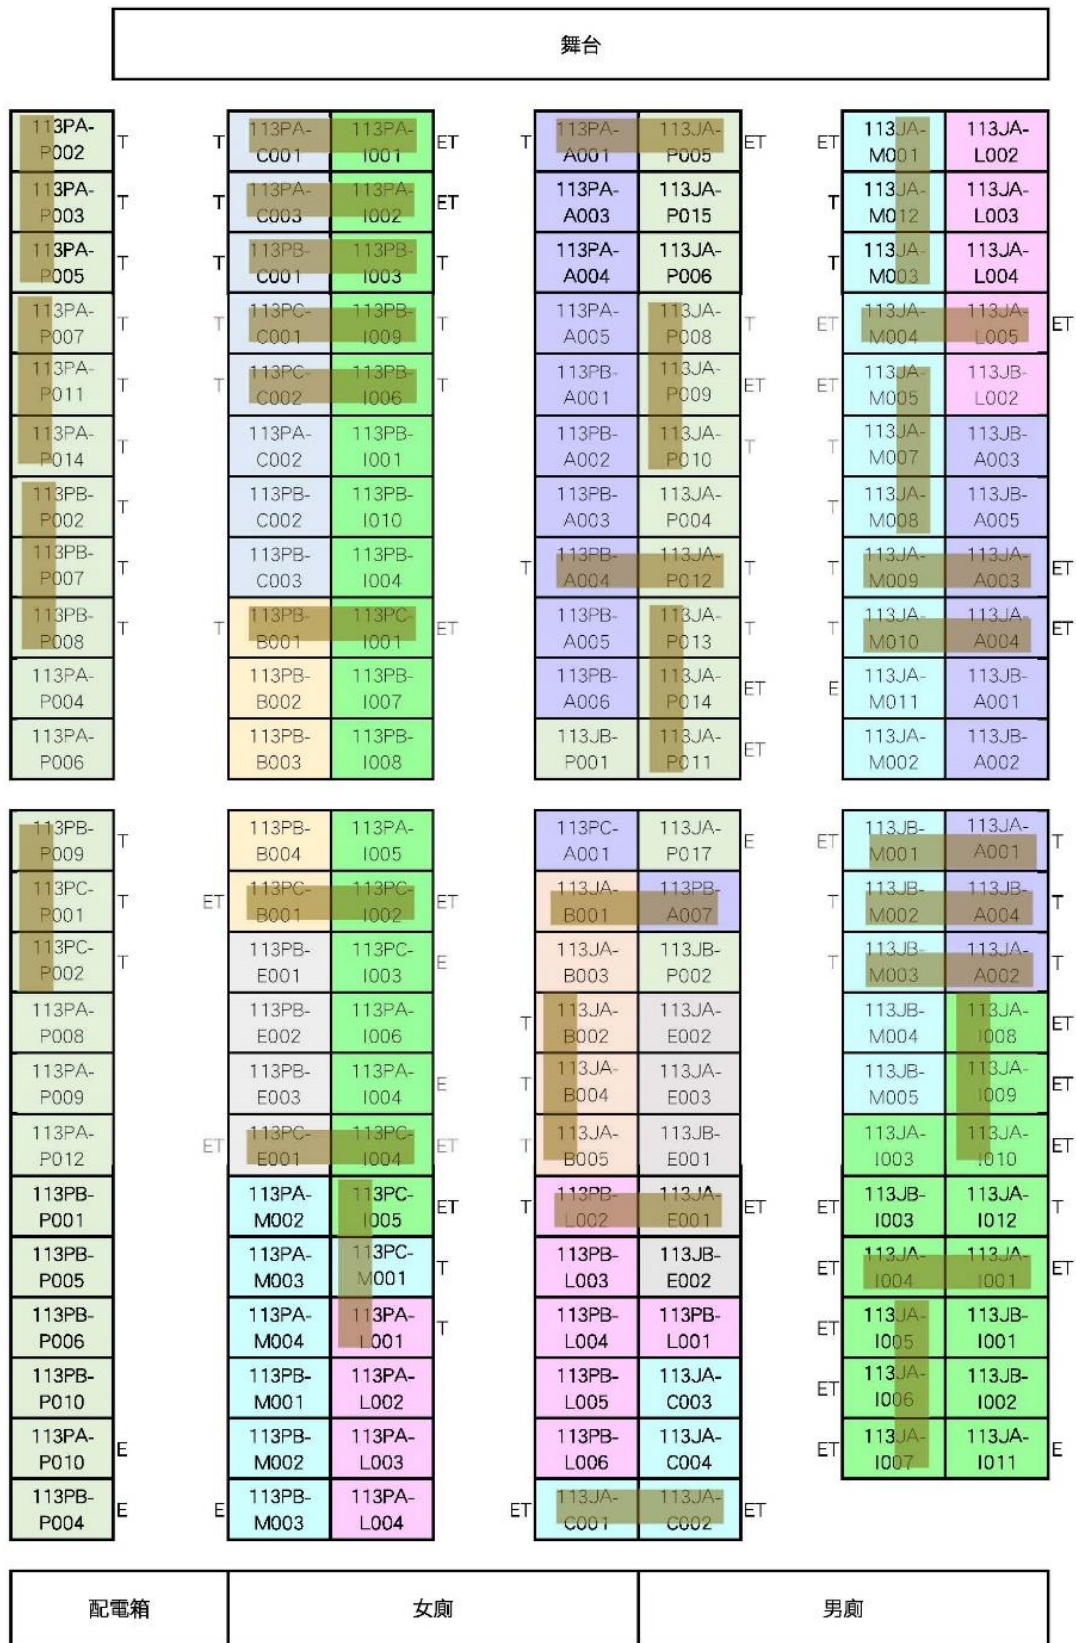 舞台
113PA- 113PA- 113PA- 113PA- 113JA- 113JA- 113JA-
P002 T T C001 I001 ET T A001 P005 ET ET M001 L002
113PA- 113PA- 113PA- 113PA- 113JA- 113JA- 113JA-
P003 T T C003 I002 ET A003 P015 T M012 L003
113PA- 113PB- 113PB- 113PA- 113JA- 113JA- 113JA-
P005 T T C001 I003 T A004 P006 T M003 L004
113PA- 113PC- 113PB- 113PA- 113JA- 113JA- 113JA-
P007 T T C001 I009 T A005 P008 T ET M004 L005 ET
113PA- 113PC- 113PB- 113PB- 113JA- 113JA- 113JB-
P011 T T C002 I006 T A001 P009 ET ET M005 L002
113PA- 113PA- 113PB- 113PB- 113JA- 113JA- 113JB-
P014 T C002 I001 A002 P010 T T M007 A003
113PB- 113PB- 113PB- 113PB- 113JA- 113JA- 113JB-
P002 T C002 I010 A003 P004 T M008 A005
113PB- 113PB- 113PB- 113PB- 113JA- 113JA- 113JA-
P007 T C003 I004 T A004 P012 T T M009 A003 ET
113PB- 113PB- 113PC- 113PB- 113JA- 113JA- 113JA-
P008 T T B001 I001 ET A005 P013 T T M010 A004 ET
113PA- 113PB- 113PB- 113PB- 113JA- 113JA- 113JB-
P004 B002 I007 A006 P014 ET E M011 A001
113PA- 113PB- 113PB- 113JB- 113JA- 113JA- 113JB-
P006 B003 I008 P001 P011 ET M002 A002
113PB- 113PB- 113PA- 113PC- 113JA- 113JB- 113JA-
P009 T B004 I005 A001 P017 E ET M001 A001 T
113PC- 113PC- 113PC- 113JA- 113PB- 113JB- 113JB-
P001 T ET B001 I002 ET B001 A007 T M002 A004 T
113PC- 113PB- 113PC- 113JA- 113JB- 113JB- 113JA-
P002 T E001 I003 E B003 P002 T M003 A002 T
113PA- 113PB- 113PA- 113JA- 113JA- 113JB- 113JA-
P008 E002 I006 T B002 E002 M004 I008 ET
113PA- 113PB- 113PA- 113JA- 113JA- 113JB- 113JA-
P009 E003 I004 E T B004 E003 M005 I009 ET
113PA- 113PC- 113PC- 113JA- 113JB- 113JA- 113JA-
P012 ET E001 I004 ET T B005 E001 I003 I010 ET
113PB- 113PA- 113PC- 113PB- 113JA- 113JB- 113JA-
P001 M002 I005 ET T L002 E001 ET ET I003 I012 T
113PB- 113PA- 113PC- 113PB- 113JB- 113JA- 113JA-
P005 M003 M001 T L003 E002 ET I004 I001 ET
113PB- 113PA- 113PA- 113PB- 113PB- 113JA- 113JB-
P006 M004 L001 T L004 L001 ET I005 I001
113PB- 113PB- 113PA- 113PB- 113JA- 113JA- 113JB-
P010 M001 L002 L005 C003 ET I006 I002
113PA- 113PB- 113PA- 113PB- 113JA- 113JA- 113JA-
P010 E M002 L003 L006 C004 ET I007 I011 E
113PB- 113PB- 113PA- 113JA- 113JA-
P004 E E M003 L004 ET C001 C002 ET
配電箱 女廁 男廁